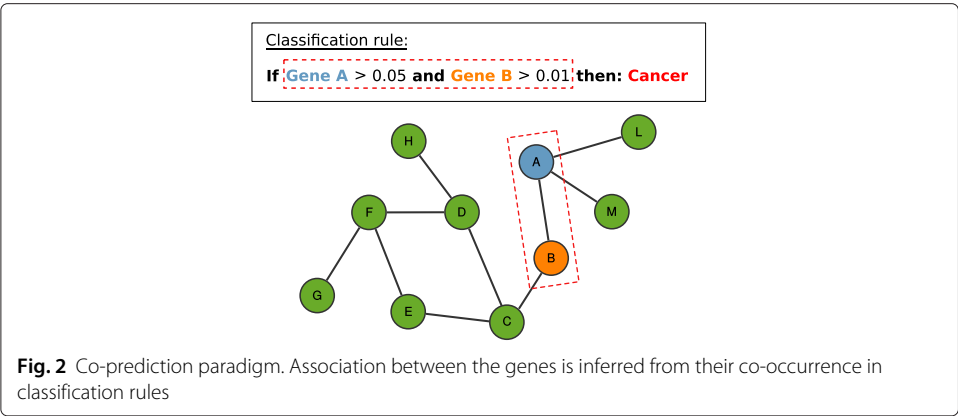 Classification rule:
If Gene A > 0.05 and Gene B > 0.01 then: Cancer
H
L
A
M
F
D
B
G
E
C
Fig. 2 Co-prediction paradigm. Association between the genes is inferred from their co-occurrence in
classification rules